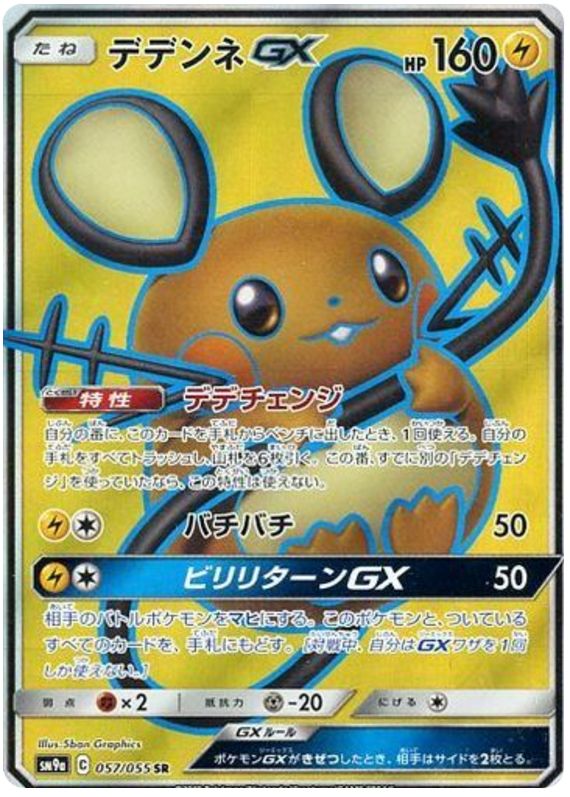 たね デデンネGX HP 160
特性 デデチェンジ
自分の番に、このカードを手札からベンチに出したとき、1回使える。自分の
手札をすべてトラッシュし、山札を6枚引く。この番、すでに別の「デデチェン
ジ」を使っていたなら、この特性は使えない。
バチバチ 50
ビリリターンGX 50
相手のバトルポケモンをマヒにする。このポケモンと、ついている
すべてのカードを、手札にもどす。[対戦中、自分はGXワザを1回
しか使えない。]
弱点 ×2 抵抗力 -20 にげる
Illus. 5ban Graphics
GXルール
SM9a C 057/055 SR
ポケモンGXがきぜつしたとき、相手はサイドを2枚とる。